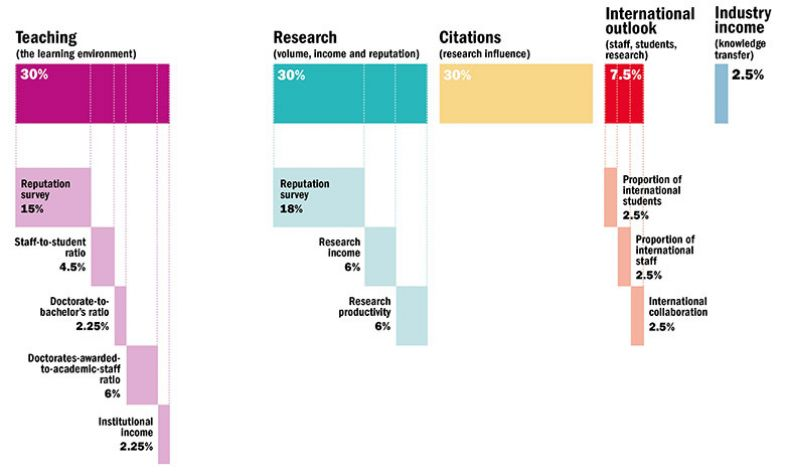 Teaching
(the learning environment)
30%
Reputation
survey
15%
Staff-to-student
ratio
4.5%
Doctorate-to-
bachelor's ratio
2.25%
Doctorates-awarded-
to-academic-staff
ratio
6%
Institutional
income
2.25%
Research
(volume, income and reputation)
30%
Reputation
survey
18%
Research
income
6%
Research
productivity
6%
Citations
(research influence)
30%
International
outlook
(staff, students,
research)
7.5%
Proportion of
international
students
2.5%
Proportion of
international
staff
2.5%
International
collaboration
2.5%
Industry
income
(knowledge
transfer)
2.5%